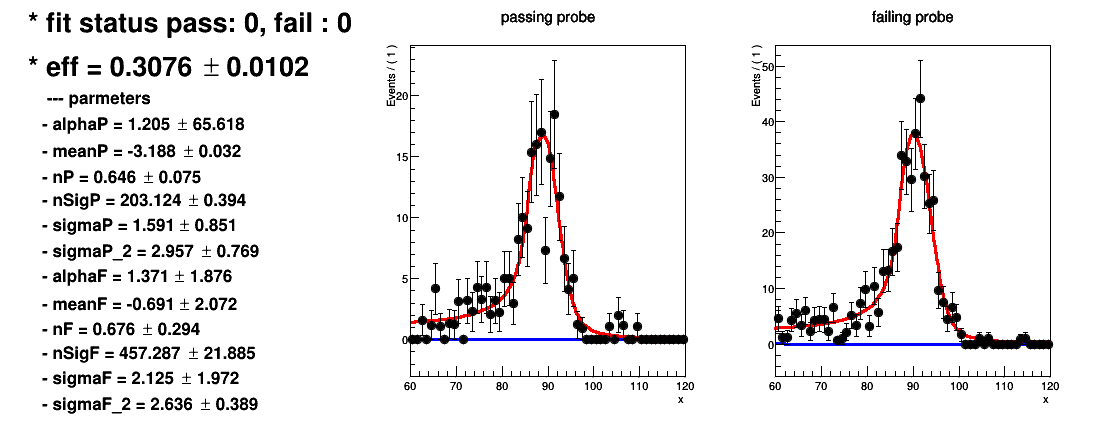 * fit status pass: 0, fail : 0
* eff = 0.3076 ± 0.0102
--- parmeters
- alphaP = 1.205 ± 65.618
- meanP = -3.188 ± 0.032
- nP = 0.646 ± 0.075
- nSigP = 203.124 ± 0.394
- sigmaP = 1.591 ± 0.851
- sigmaP_2 = 2.957 ± 0.769
- alphaF = 1.371 ± 1.876
- meanF = -0.691 ± 2.072
- nF = 0.676 ± 0.294
- nSigF = 457.287 ± 21.885
- sigmaF = 2.125 ± 1.972
- sigmaF_2 = 2.636 ± 0.389
passing probe
Events / ( 1 )
20
15
10
5
0
60 70 80 90 100 110 120
x
failing probe
Events / ( 1 )
50
40
30
20
10
0
60 70 80 90 100 110 120
x